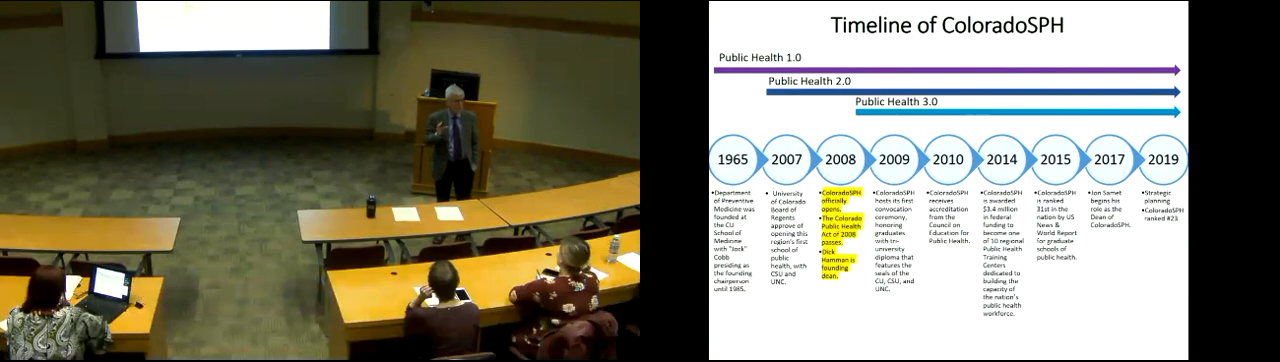 Timeline of ColoradoSPH
Public Health 1.0
Public Health 2.0
Public Health 3.0
1965
2007
2008
2009
2010
2014
2015
2017
2019
•Department
of Preventive
Medicine was
founded at
the CU
School of
Medicine
with "Jack"
Cobb
presiding as
the founding
chairperson
until 1985.
• University
of Colorado
Board of
Regents
approve of
opening this
region's first
school of
public
health, with
CSU and
UNC.
•ColoradoSPH
officially
opens.
•The Colorado
Public Health
Act of 2008
passes.
•Dick
Hamman is
founding
dean.
•ColoradoSPH
hosts its first
convocation
ceremony,
honoring
graduates
with tri-
university
diploma that
features the
seals of the
CU, CSU, and
UNC.
•ColoradoSPH
receives
accreditation
from the
Council on
Education for
Public Health.
•ColoradoSPH
is awarded
$3.4 million
in federal
funding to
become one
of 10 regional
Public Health
Training
Centers
dedicated to
building the
capacity of
the nation's
public health
workforce.
•ColoradoSPH
is ranked
31st in the
nation by US
News &
World Report
for graduate
schools of
public health.
•Jon Samet
begins his
role as the
Dean of
ColoradoSPH.
•Strategic
planning
•ColoradoSPH
ranked #23